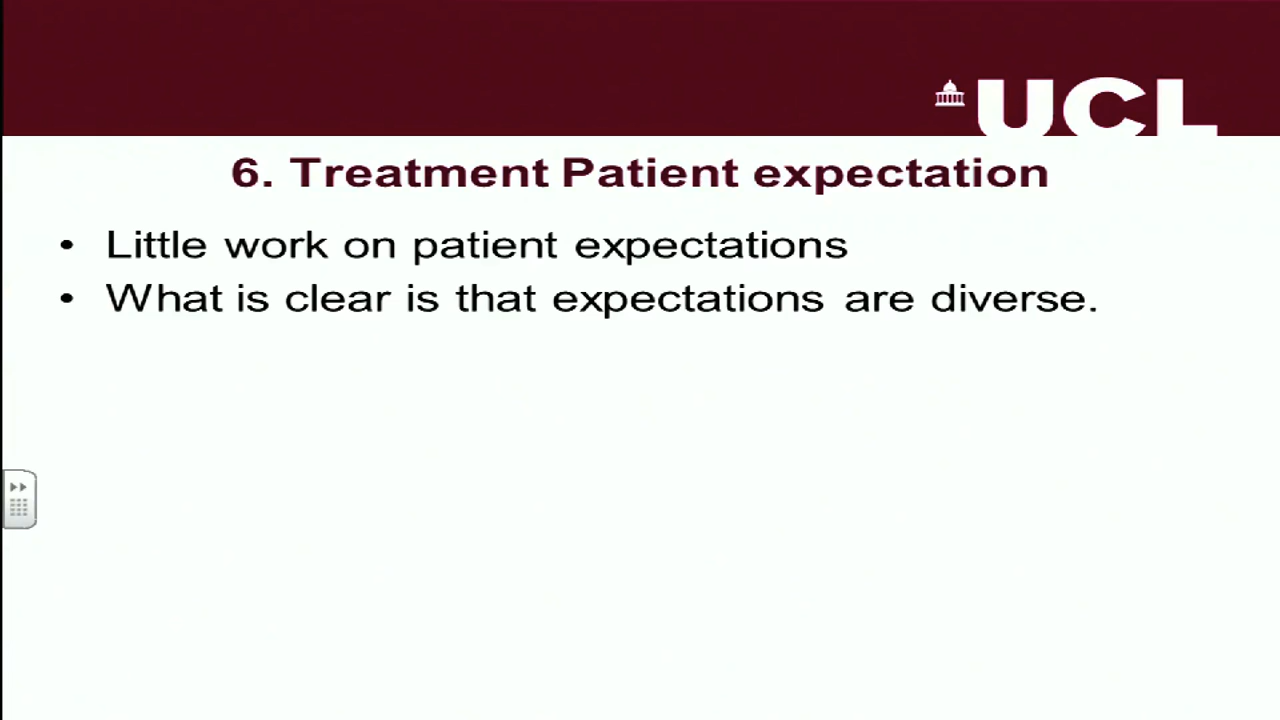 UCL
6. Treatment Patient expectation
• Little work on patient expectations
• What is clear is that expectations are diverse.